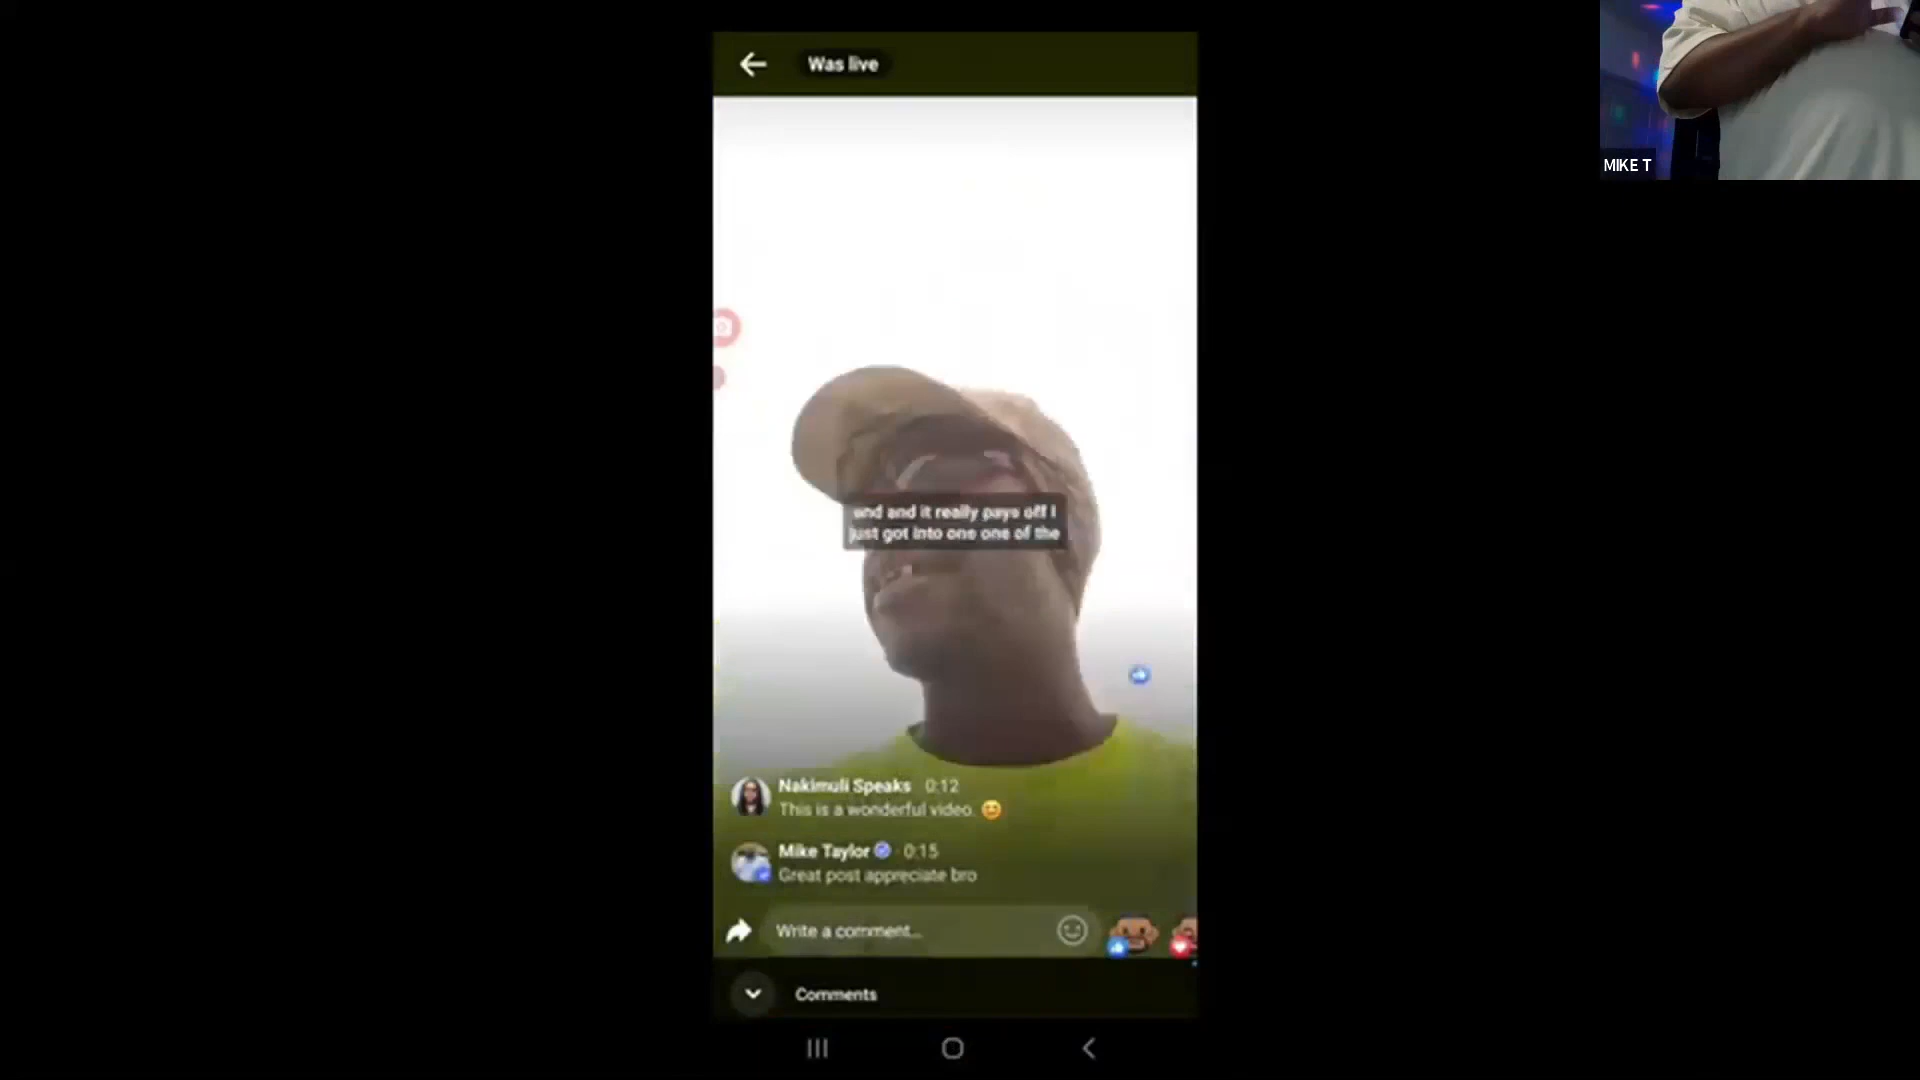 Was live
MIKE T
and and it really pays off I
just got into one one of the
Nakimuli Speaks 0:12
This is a wonderful video. 😊
Mike Taylor · 0:15
Great post appreciate bro
Write a comment...
Comments